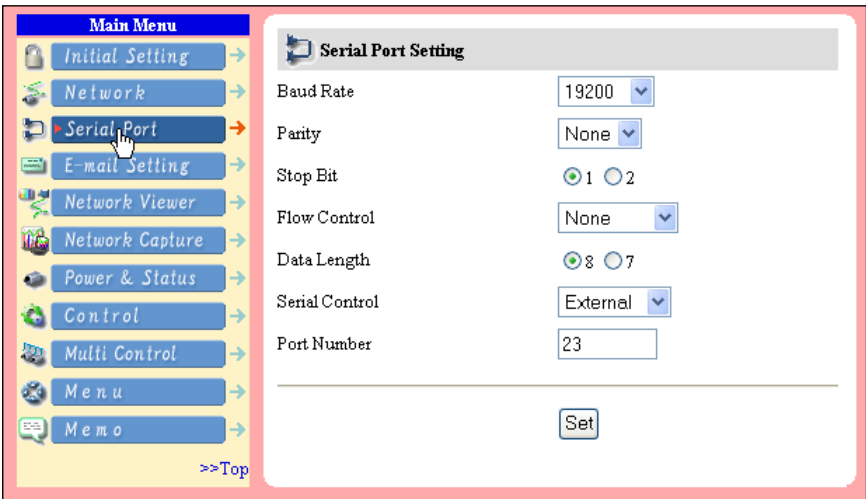 Main Menu
Initial Setting
Network
Serial Port
E-mail Setting
Network Viewer
Network Capture
Power & Status
Control
Multi Control
Menu
Memo
>>Top
Serial Port Setting
Baud Rate 19200
Parity None
Stop Bit 1 2
Flow Control None
Data Length 8 7
Serial Control External
Port Number 23
Set